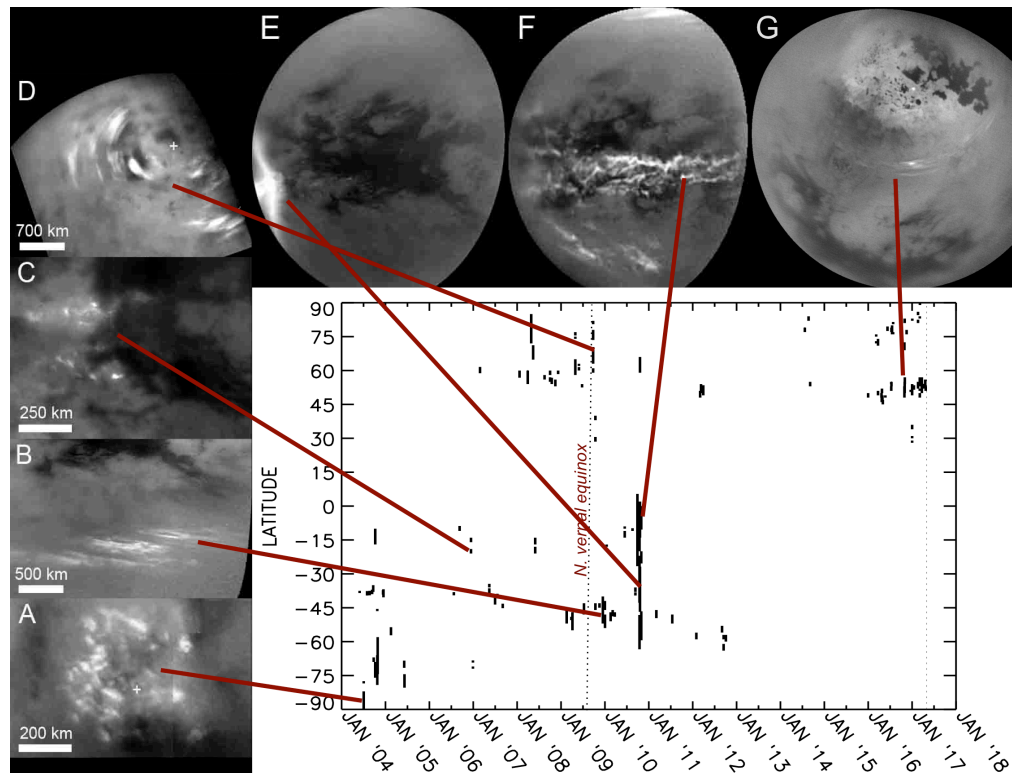 E
F
G
D
+
700 km
C
250 km
B
500 km
A
+
200 km
90
75
60
45
30
15
0
−15
−30
−45
−60
−75
−90
LATITUDE
N. vernal equinox
JAN '04
JAN '05
JAN '06
JAN '07
JAN '08
JAN '09
JAN '10
JAN '11
JAN '12
JAN '13
JAN '14
JAN '15
JAN '16
JAN '17
JAN '18